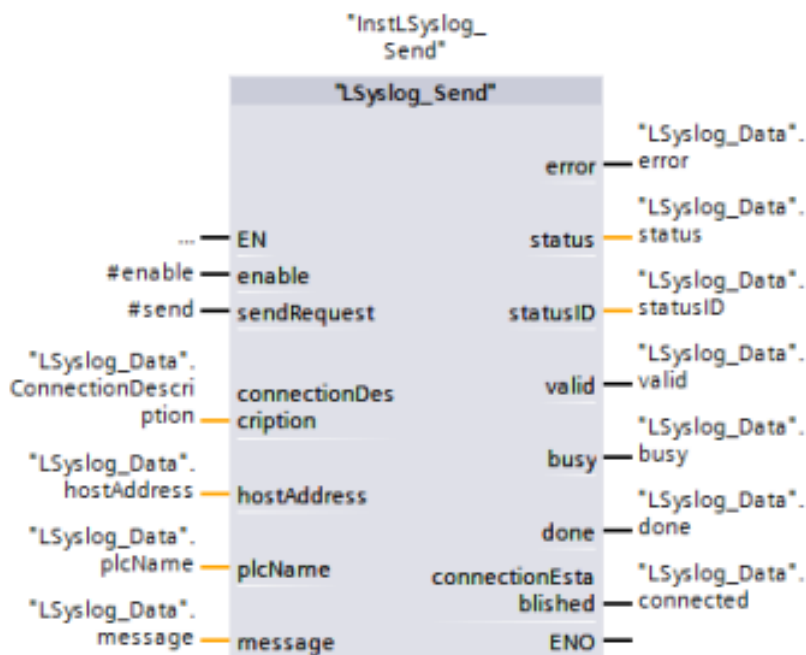 "InstLSyslog_
Send"
"LSyslog_Send"
"LSyslog_Data".
error
error
"LSyslog_Data".
... EN
status
status
#enable
enable
"LSyslog_Data".
#send
sendRequest
statusID
statusID
"LSyslog_Data".
ConnectionDescri
ption
connectionDes
cription
"LSyslog_Data".
valid
valid
"LSyslog_Data".
busy
busy
"LSyslog_Data".
hostAddress
hostAddress
"LSyslog_Data".
done
done
"LSyslog_Data".
plcName
plcName
connectionEsta
blished
"LSyslog_Data".
connected
"LSyslog_Data".
message
message
ENO